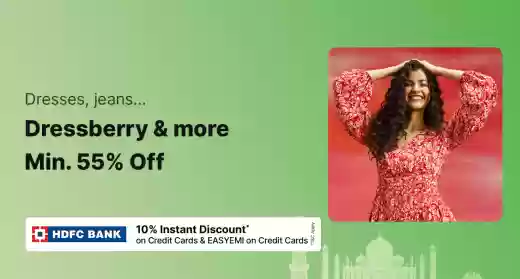 Dresses, jeans...
Dressberry & more
Min. 55% Off
HDFC BANK
10% Instant Discount*
on Credit Cards & EASYEMI on Credit Cards